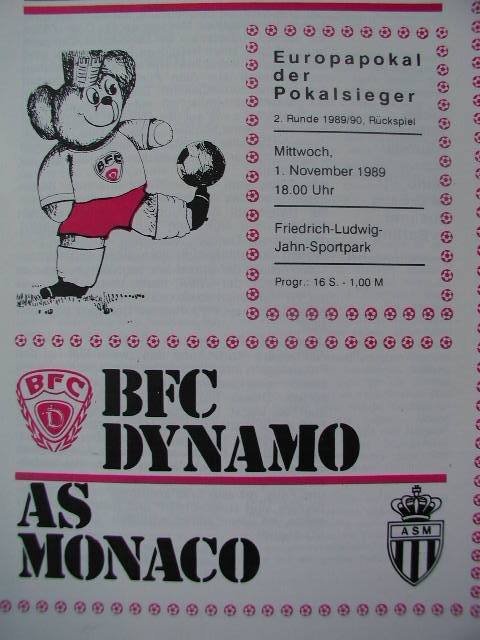 Europapokal
der
Pokalsieger
2. Runde 1989/90, Rückspiel
Mittwoch,
1. November 1989
18.00 Uhr
Friedrich-Ludwig-
Jahn-Sportpark
Progr.: 16 S. - 1,00 M
BFC
BFC
D
BFC
DYNAMO
AS
MONACO
ASM